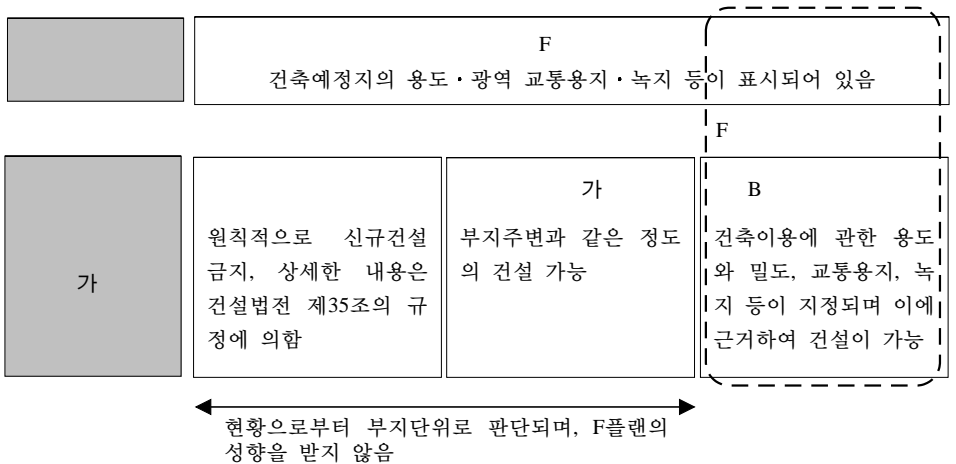 F
건축예정지의 용도·광역 교통용지·녹지 등이 표시되어 있음
F
가
원칙적으로 신규건설
금지, 상세한 내용은
건설법전 제35조의 규
정에 의함
가
부지주변과 같은 정도
의 건설 가능
B
건축이용에 관한 용도
와 밀도, 교통용지, 녹
지 등이 지정되며 이에
근거하여 건설이 가능
현황으로부터 부지단위로 판단되며, F플랜의
성향을 받지 않음